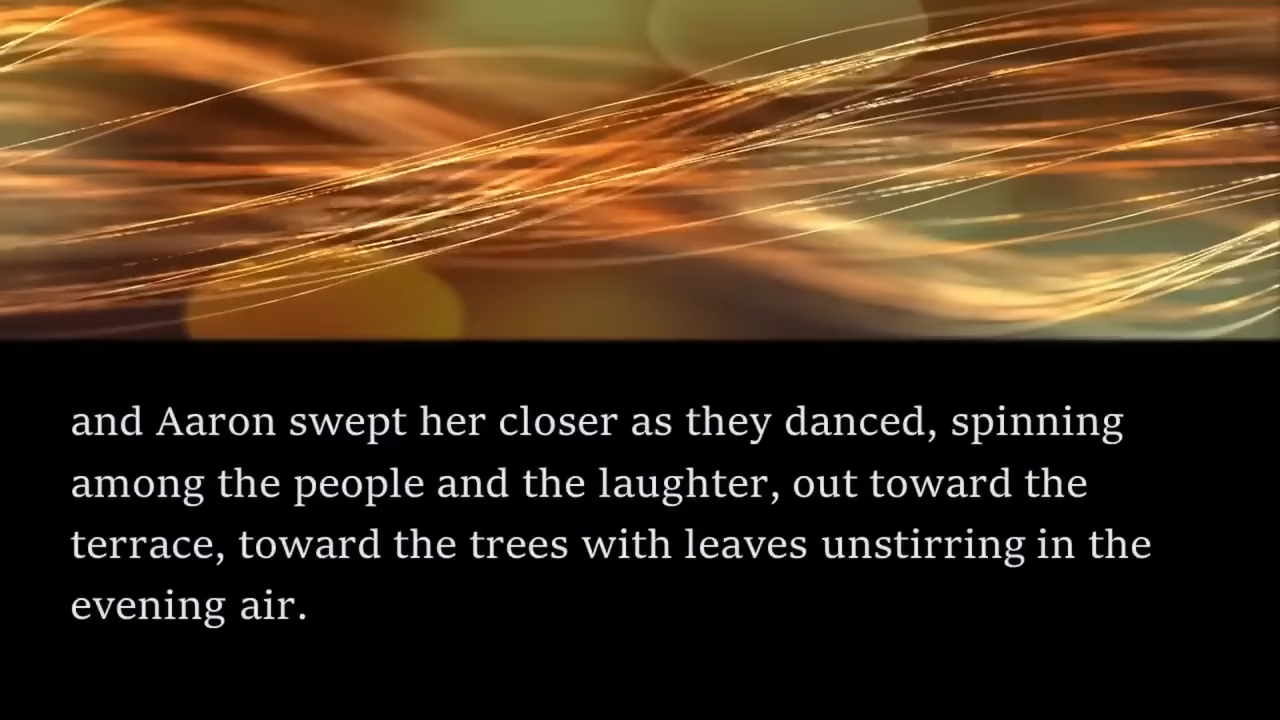 and Aaron swept her closer as they danced, spinning
among the people and the laughter, out toward the
terrace, toward the trees with leaves unstirring in the
evening air.